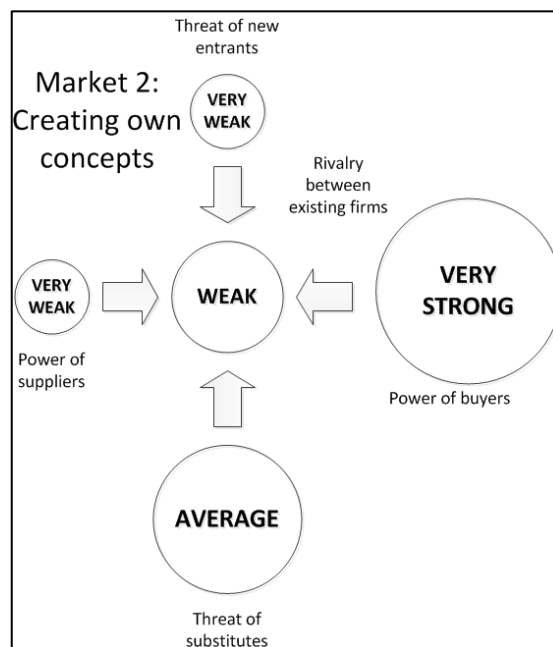 Threat of new
entrants
Market 2:
Creating own
concepts
VERY
WEAK
Rivalry
between
existing firms
VERY
WEAK
WEAK
VERY
STRONG
Power of
suppliers
Power of buyers
AVERAGE
Threat of
substitutes